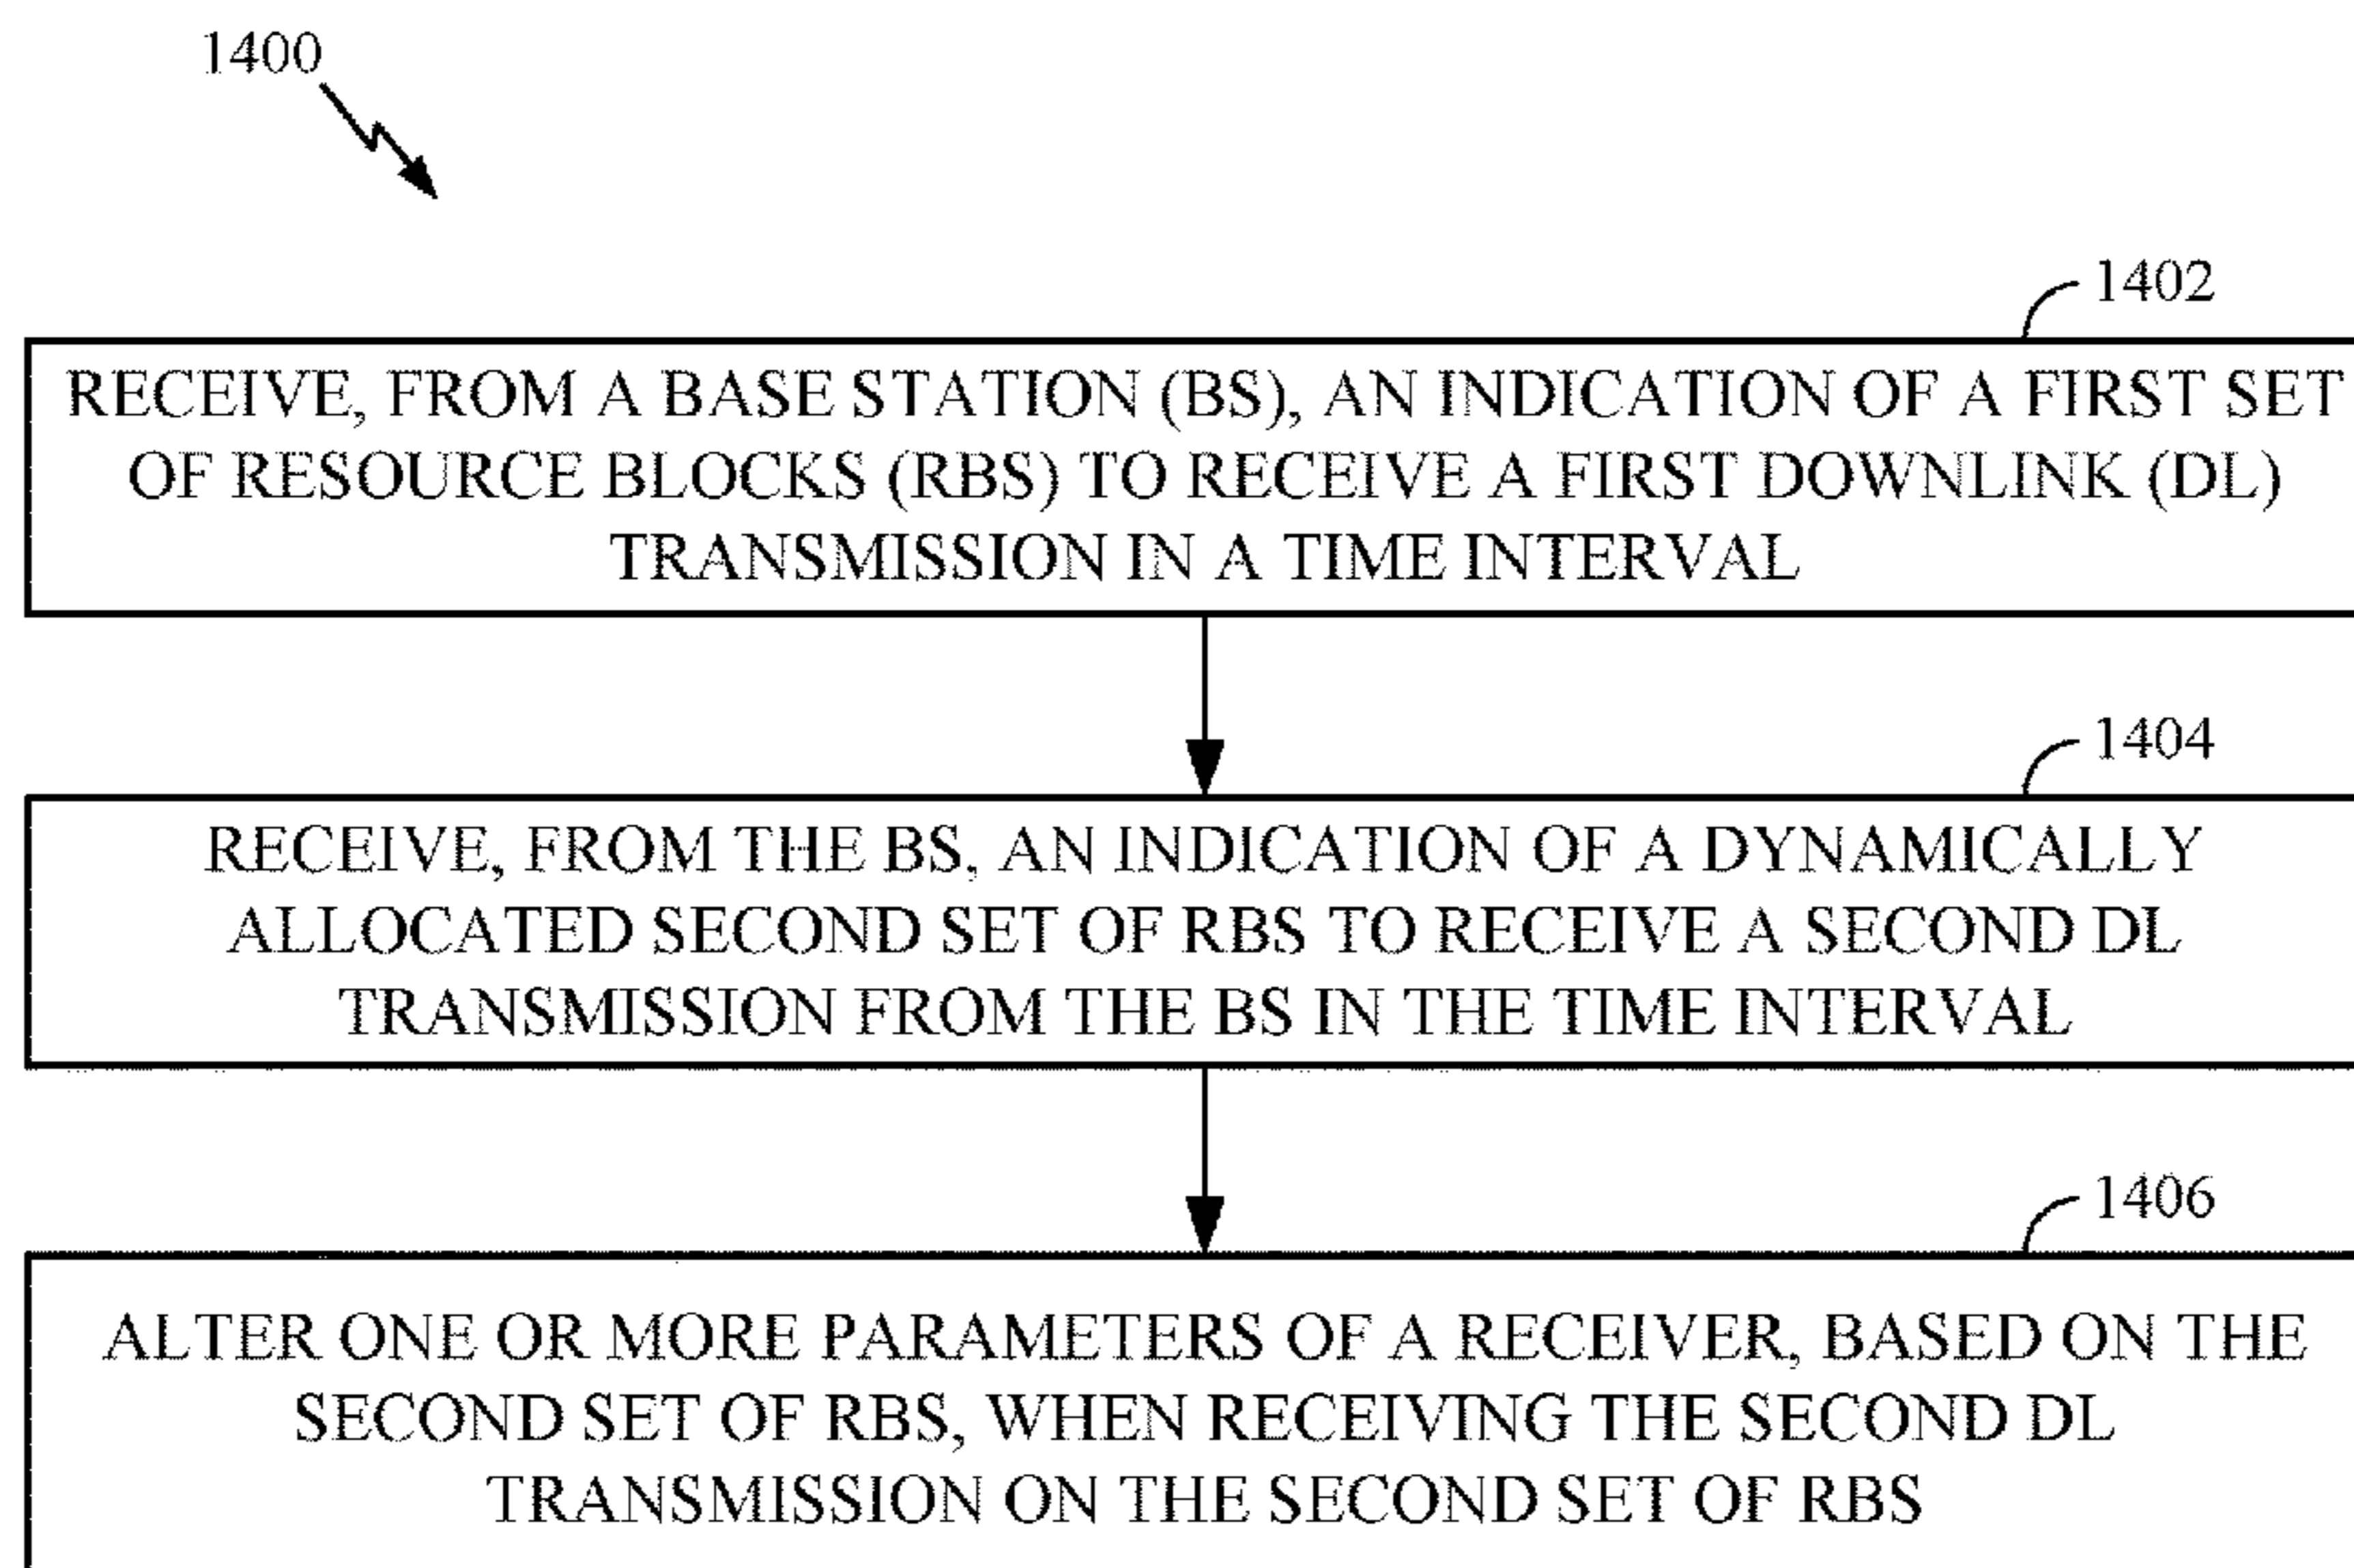 1400
1402
RECEIVE, FROM A BASE STATION (BS), AN INDICATION OF A FIRST SET
OF RESOURCE BLOCKS (RBS) TO RECEIVE A FIRST DOWNLINK (DL)
TRANSMISSION IN A TIME INTERVAL
1404
RECEIVE, FROM THE BS, AN INDICATION OF A DYNAMICALLY
ALLOCATED SECOND SET OF RBS TO RECEIVE A SECOND DL
TRANSMISSION FROM THE BS IN THE TIME INTERVAL
1406
ALTER ONE OR MORE PARAMETERS OF A RECEIVER, BASED ON THE
SECOND SET OF RBS, WHEN RECEIVING THE SECOND DL
TRANSMISSION ON THE SECOND SET OF RBS